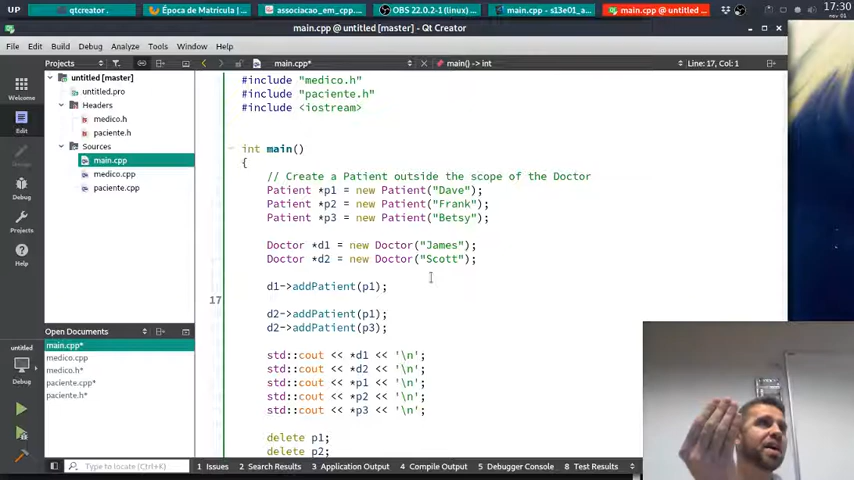 UP
qtcreator .
Época de Matrícula |...
associacao_em_cpp....
OBS 22.0.2-1 (linux) ...
main.cpp - s13e01_a...
main.cpp @ untitled ...
17:30
nov 01
main.cpp @ untitled [master] - Qt Creator
File Edit Build Debug Analyze Tools Window Help
Projects
main.cpp*
main() -> int
Line: 17, Col: 1
Welcome
Edit
Design
Debug
Projects
Help
untitled
Debug
untitled [master]
untitled.pro
Headers
medico.h
paciente.h
Sources
main.cpp
medico.cpp
paciente.cpp
Open Documents
main.cpp*
medico.cpp
medico.h*
paciente.cpp*
paciente.h*
#include "medico.h"
#include "paciente.h"
#include <iostream>
int main()
{
// Create a Patient outside the scope of the Doctor
Patient *p1 = new Patient("Dave");
Patient *p2 = new Patient("Frank");
Patient *p3 = new Patient("Betsy");
Doctor *d1 = new Doctor("James");
Doctor *d2 = new Doctor("Scott");
d1->addPatient(p1);
17
d2->addPatient(p1);
d2->addPatient(p3);
std::cout << *d1 << '\n';
std::cout << *d2 << '\n';
std::cout << *p1 << '\n';
std::cout << *p2 << '\n';
std::cout << *p3 << '\n';
delete p1;
delete p2;
Type to locate (Ctrl+...
1 Issues 2 Search Results 3 Application Output 4 Compile Output 5 Debugger Console 8 Test Results